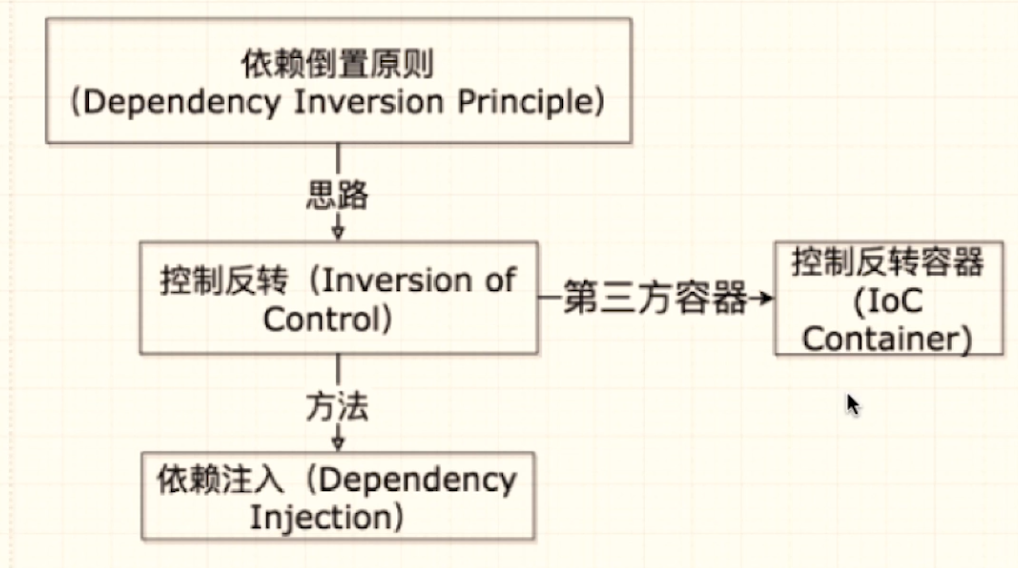 依赖倒置原则
（Dependency Inversion Principle）
思路
控制反转（Inversion of
Control）
第三方容器
控制反转容器
(IoC
Container)
方法
依赖注入（Dependency
Injection）